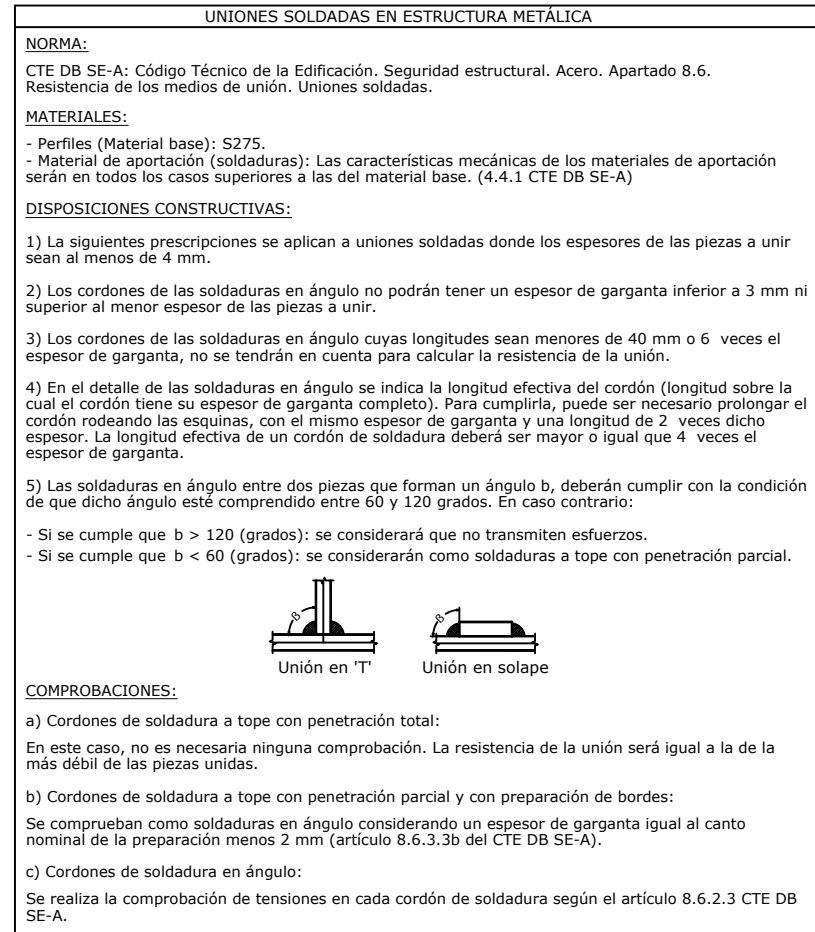 UNIONES SOLDADAS EN ESTRUCTURA METÁLICA
NORMA:
CTE DB SE-A: Código Técnico de la Edificación. Seguridad estructural. Acero. Apartado 8.6.
Resistencia de los medios de unión. Uniones soldadas.
MATERIALES:
- Perfiles (Material base): S275.
- Material de aportación (soldaduras): Las características mecánicas de los materiales de aportación
serán en todos los casos superiores a las del material base. (4.4.1 CTE DB SE-A)
DISPOSICIONES CONSTRUCTIVAS:
1) La siguientes prescripciones se aplican a uniones soldadas donde los espesores de las piezas a unir
sean al menos de 4 mm.
2) Los cordones de las soldaduras en ángulo no podrán tener un espesor de garganta inferior a 3 mm ni
superior al menor espesor de las piezas a unir.
3) Los cordones de las soldaduras en ángulo cuyas longitudes sean menores de 40 mm o 6 veces el
espesor de garganta, no se tendrán en cuenta para calcular la resistencia de la unión.
4) En el detalle de las soldaduras en ángulo se indica la longitud efectiva del cordón (longitud sobre la
cual el cordón tiene su espesor de garganta completo). Para cumplirla, puede ser necesario prolongar el
cordón rodeando las esquinas, con el mismo espesor de garganta y una longitud de 2 veces dicho
espesor. La longitud efectiva de un cordón de soldadura deberá ser mayor o igual que 4 veces el
espesor de garganta.
5) Las soldaduras en ángulo entre dos piezas que forman un ángulo b, deberán cumplir con la condición
de que dicho ángulo esté comprendido entre 60 y 120 grados. En caso contrario:
- Si se cumple que b > 120 (grados): se considerará que no transmiten esfuerzos.
- Si se cumple que b < 60 (grados): se considerarán como soldaduras a tope con penetración parcial.
β β
Unión en 'T' Unión en solape
COMPROBACIONES:
a) Cordones de soldadura a tope con penetración total:
En este caso, no es necesaria ninguna comprobación. La resistencia de la unión será igual a la de la
más débil de las piezas unidas.
b) Cordones de soldadura a tope con penetración parcial y con preparación de bordes:
Se comprueban como soldaduras en ángulo considerando un espesor de garganta igual al canto
nominal de la preparación menos 2 mm (artículo 8.6.3.3b del CTE DB SE-A).
c) Cordones de soldadura en ángulo:
Se realiza la comprobación de tensiones en cada cordón de soldadura según el artículo 8.6.2.3 CTE DB
SE-A.